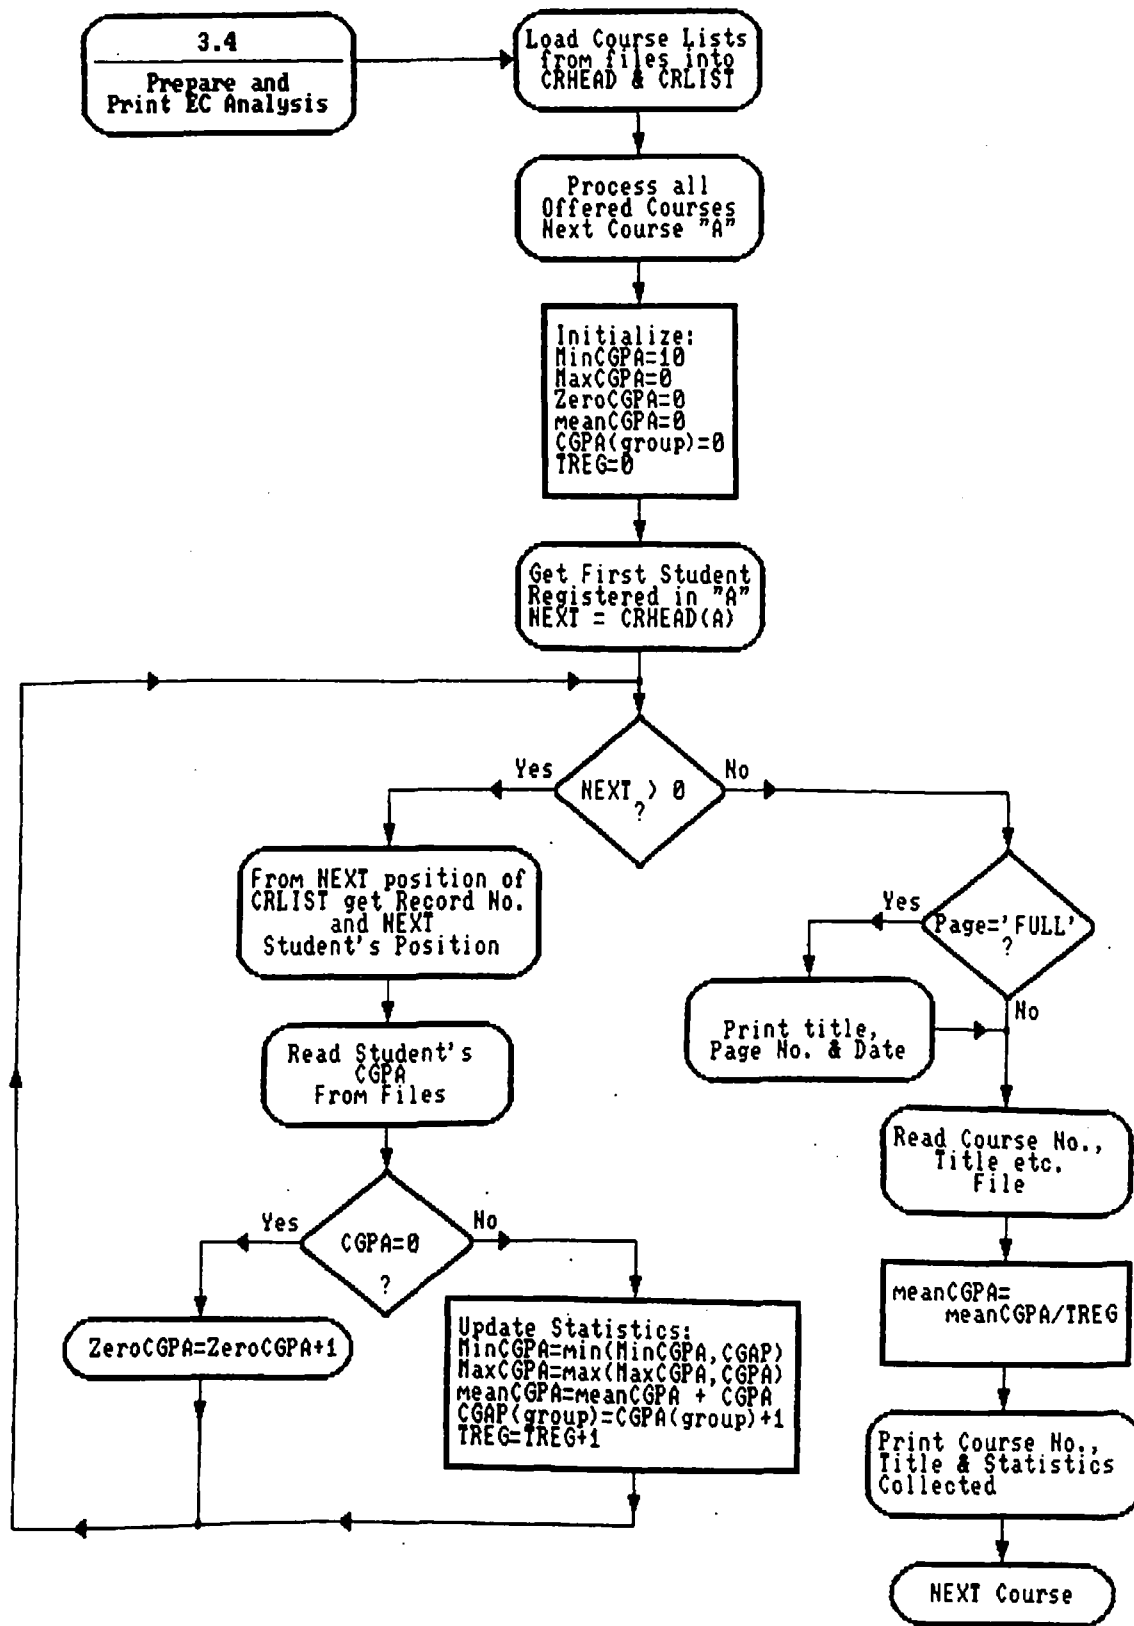 3.4
Prepare and
Print EC Analysis
Load Course Lists
from files into
CRHEAD & CRLIST
Process all
Offered Courses
Next Course "A"
Initialize:
MinCGPA=10
MaxCGPA=0
ZeroCGPA=0
meanCGPA=0
CGPA(group)=0
TREG=0
Get First Student
Registered in "A"
NEXT = CRHEAD(A)
Yes
NEXT > 0
?
No
From NEXT position of
CRLIST get Record No.
and NEXT
Student's Position
Yes
Page='FULL'
?
No
Print title,
Page No. & Date
Read Student's
CGPA
From Files
Read Course No.,
Title etc.
File
Yes
CGPA=0
?
No
ZeroCGPA=ZeroCGPA+1
Update Statistics:
MinCGPA=min(MinCGPA,CGAP)
MaxCGPA=max(MaxCGPA,CGPA)
meanCGPA=meanCGPA + CGPA
CGAP(group)=CGPA(group)+1
TREG=TREG+1
meanCGPA=
meanCGPA/TREG
Print Course No.,
Title & Statistics
Collected
NEXT Course